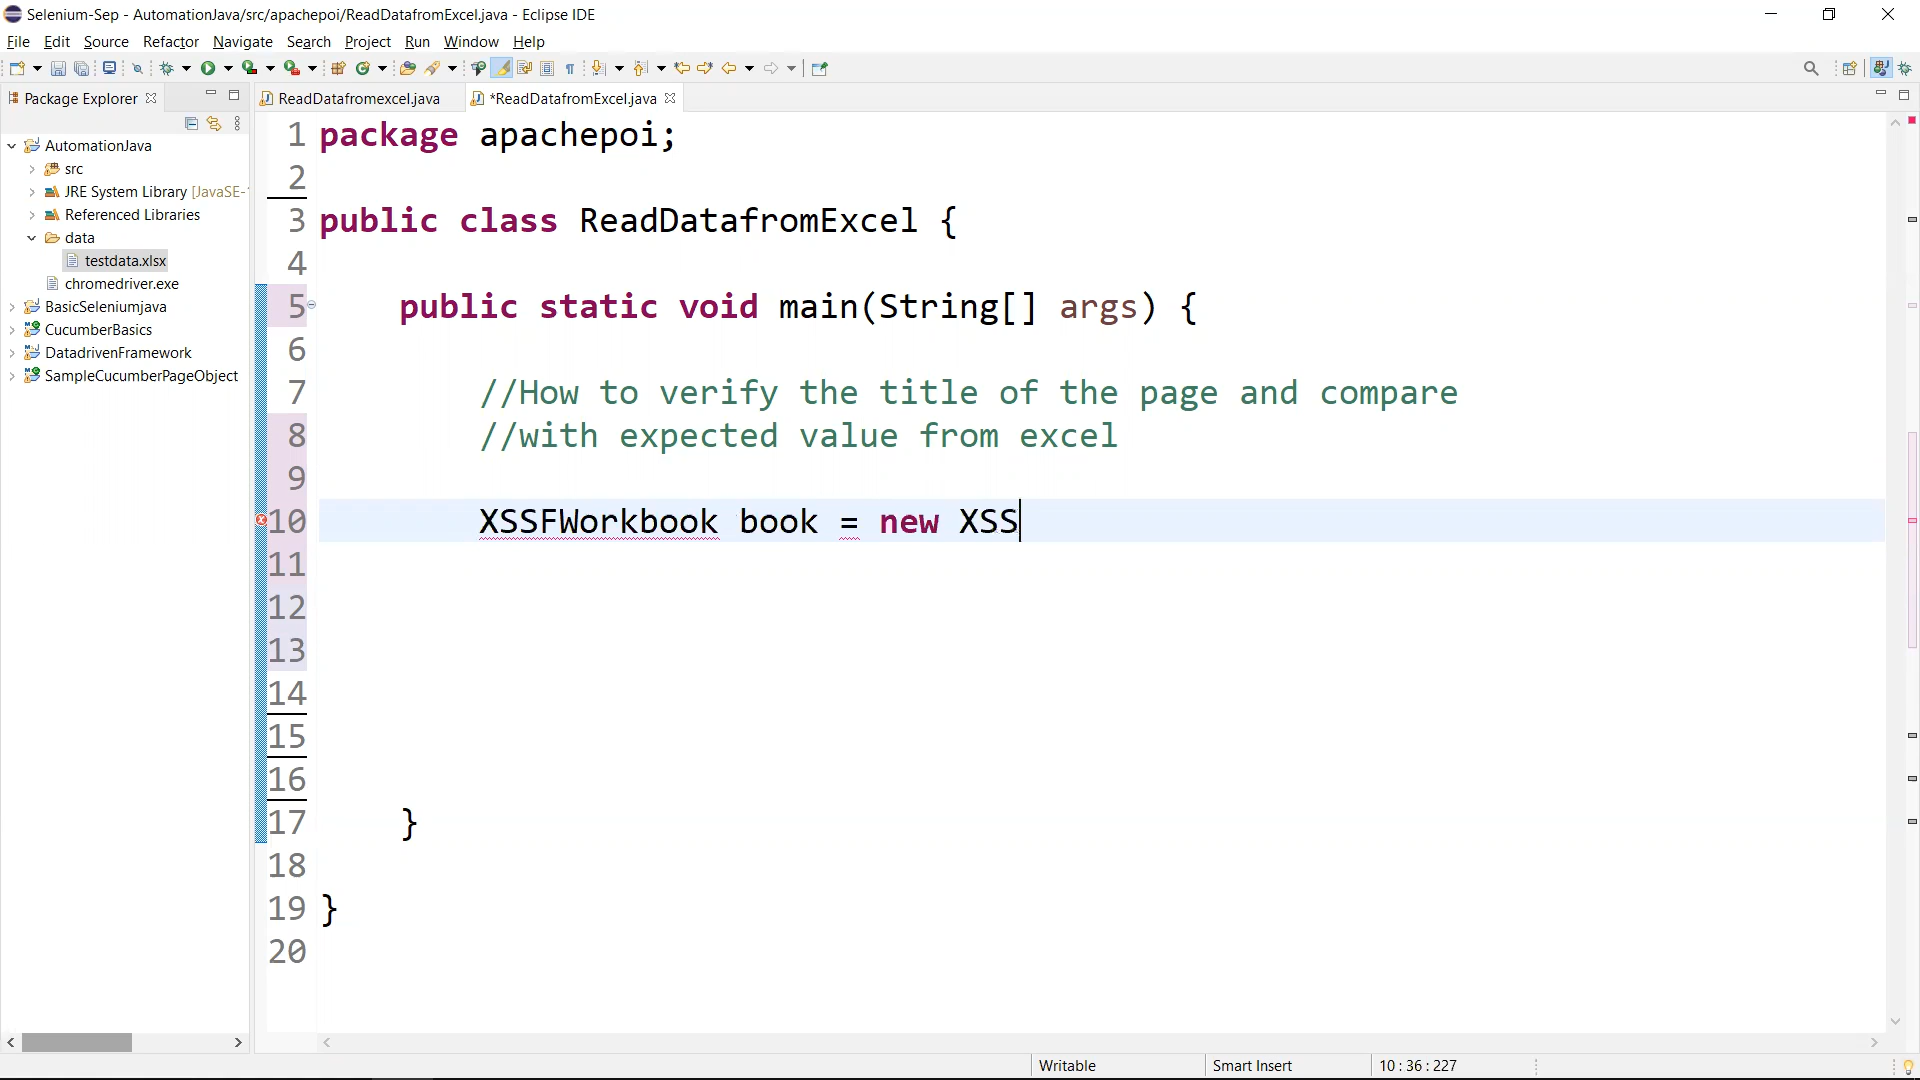 Selenium-Sep - AutomationJava/src/apachepoi/ReadDatafromExcel.java - Eclipse IDE
File Edit Source Refactor Navigate Search Project Run Window Help
Package Explorer
ReadDatafromexcel.java
*ReadDatafromExcel.java
AutomationJava
src
JRE System Library [JavaSE-
Referenced Libraries
data
testdata.xlsx
chromedriver.exe
BasicSeleniumjava
CucumberBasics
DatadrivenFramework
SampleCucumberPageObject
1 package apachepoi;
2
3 public class ReadDatafromExcel {
4
5 public static void main(String[] args) {
6
7 //How to verify the title of the page and compare
8 //with expected value from excel
9
10 XSSFWorkbook book = new XSS
11
12
13
14
15
16
17 }
18
19 }
20
Writable
Smart Insert
10 : 36 : 227